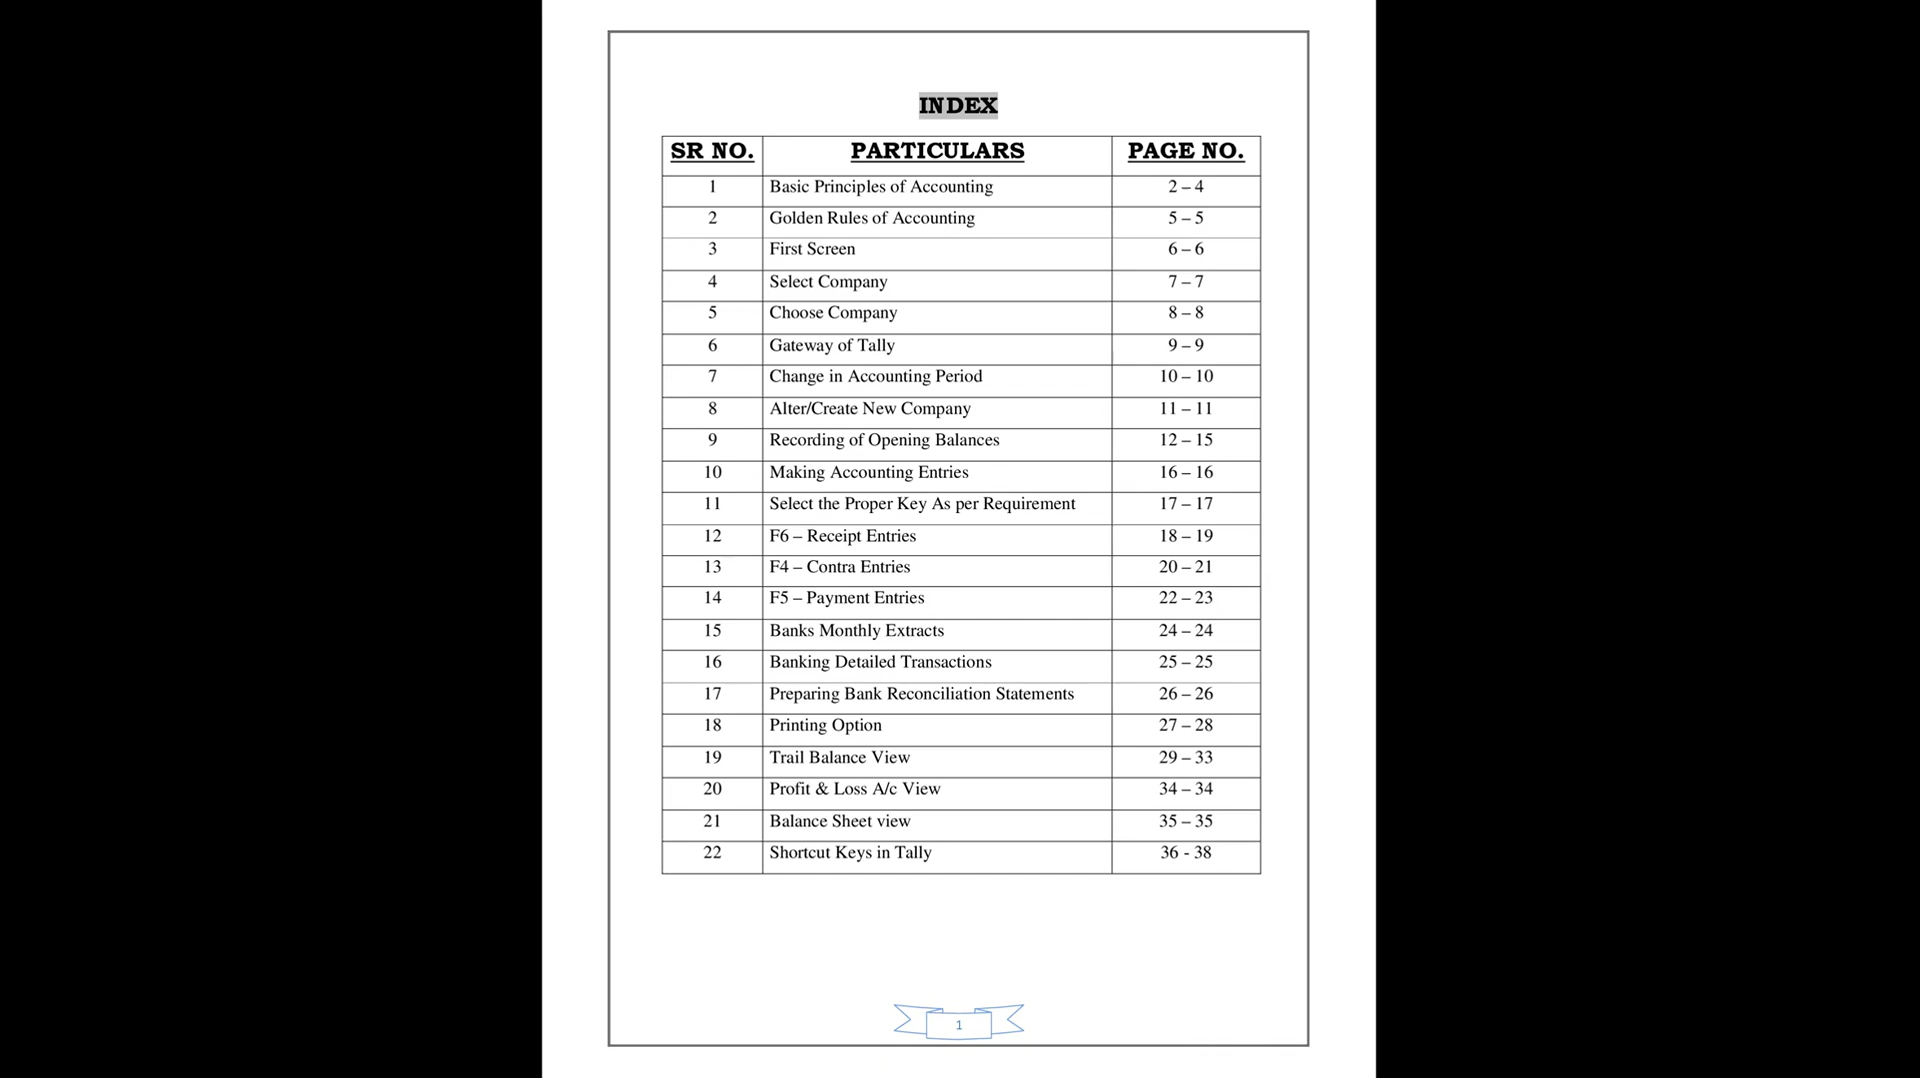 INDEX
SR NO. PARTICULARS PAGE NO.
1 Basic Principles of Accounting 2 – 4
2 Golden Rules of Accounting 5 – 5
3 First Screen 6 – 6
4 Select Company 7 – 7
5 Choose Company 8 – 8
6 Gateway of Tally 9 – 9
7 Change in Accounting Period 10 – 10
8 Alter/Create New Company 11 – 11
9 Recording of Opening Balances 12 – 15
10 Making Accounting Entries 16 – 16
11 Select the Proper Key As per Requirement 17 – 17
12 F6 – Receipt Entries 18 – 19
13 F4 – Contra Entries 20 – 21
14 F5 – Payment Entries 22 – 23
15 Banks Monthly Extracts 24 – 24
16 Banking Detailed Transactions 25 – 25
17 Preparing Bank Reconciliation Statements 26 – 26
18 Printing Option 27 – 28
19 Trail Balance View 29 – 33
20 Profit & Loss A/c View 34 – 34
21 Balance Sheet view 35 – 35
22 Shortcut Keys in Tally 36 - 38
1